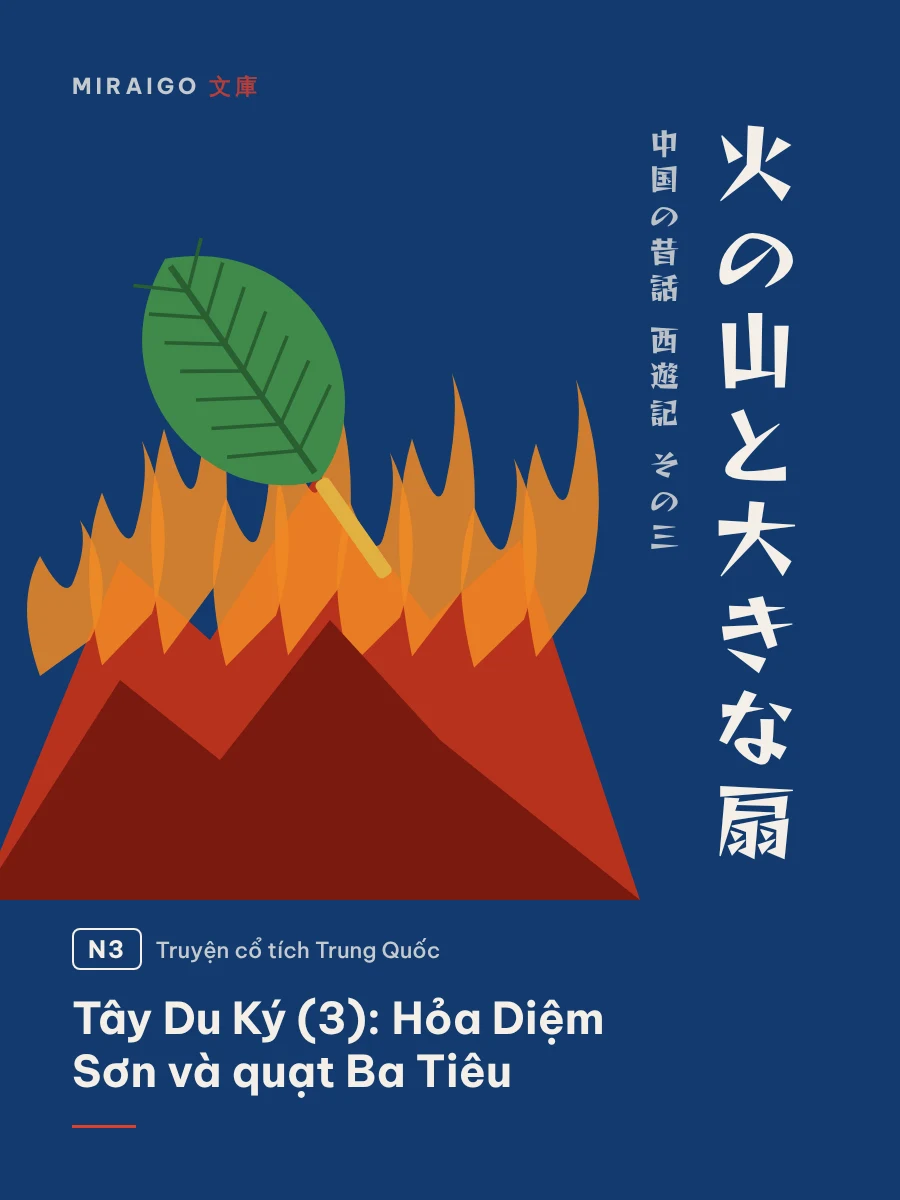 MIRAIGO 文庫
火の山と大きな扇
中国の昔話 西遊記 その三
N3 Truyện cổ tích Trung Quốc
Tây Du Ký (3): Hỏa Diệm
Sơn và quạt Ba Tiêu